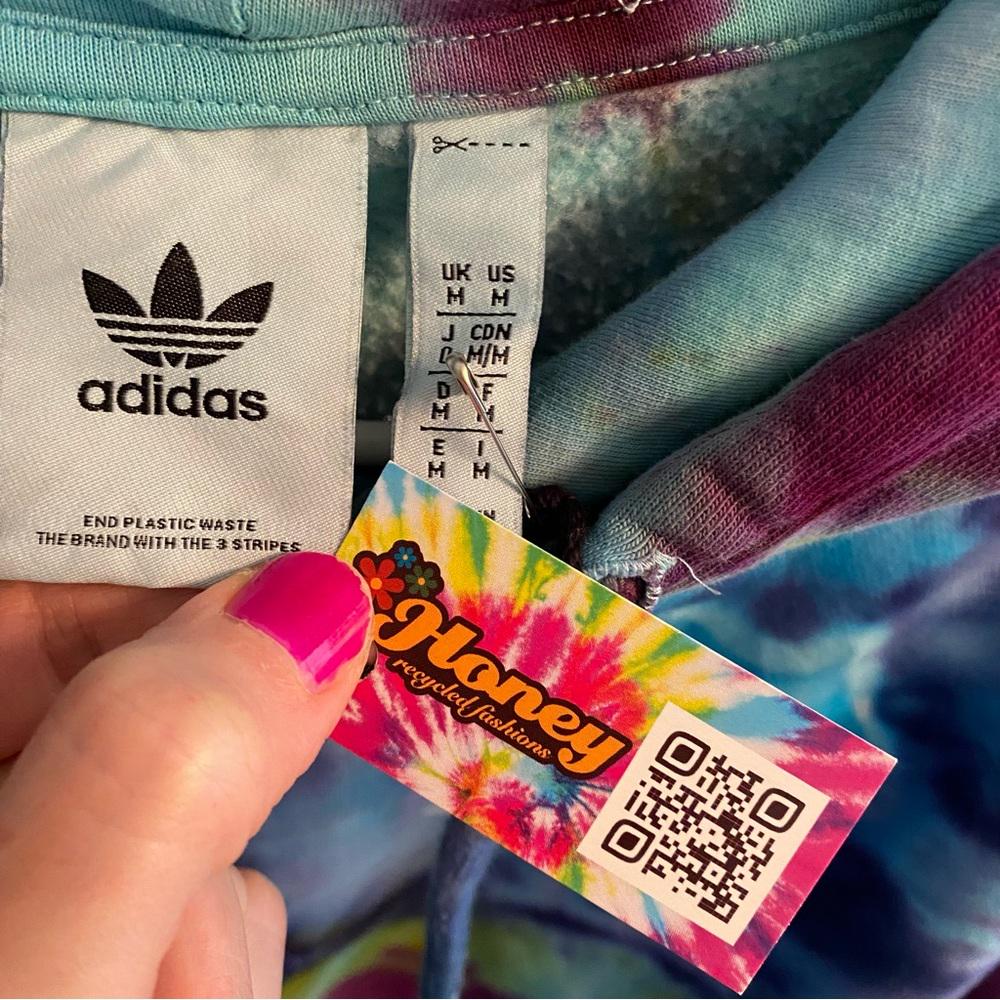 adidas
END PLASTIC WASTE
THE BRAND WITH THE 3 STRIPES
UK US
M M
J CDN
M/M
D F
M M
E I
M M
Honey
recycled fashions